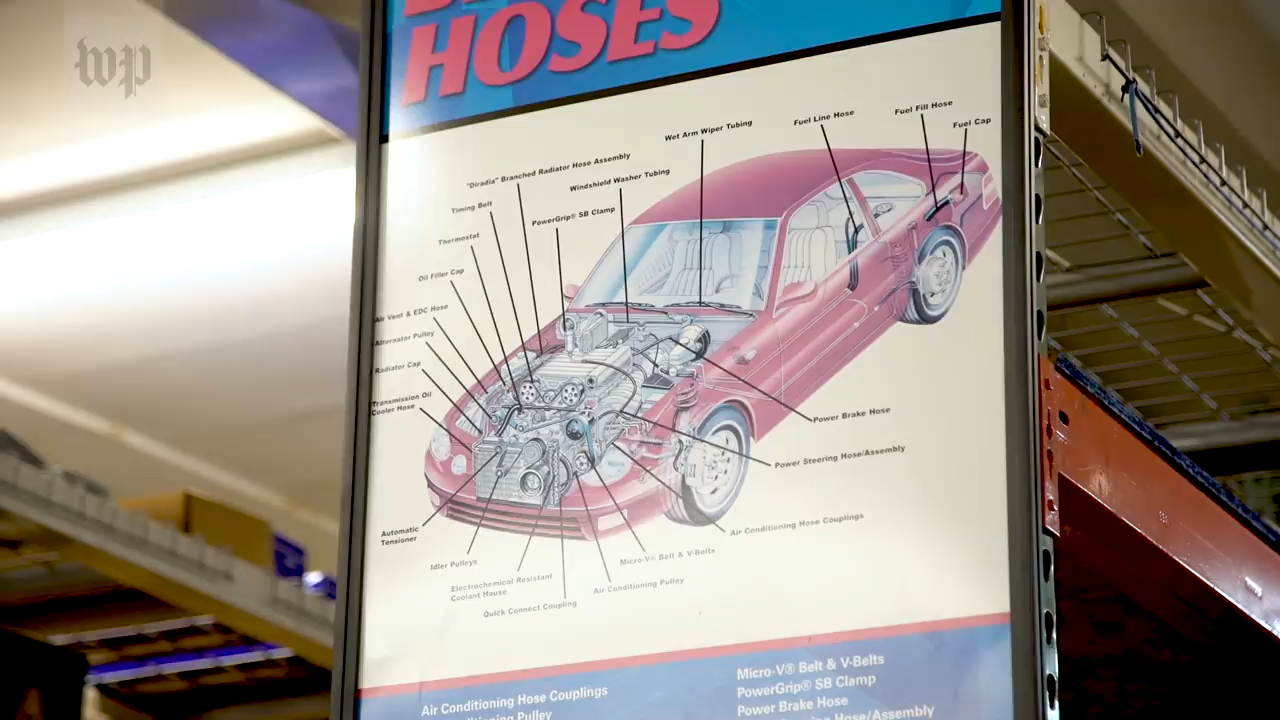 wp
HOSES
Wet Arm Wiper Tubing
Fuel Line Hose
Fuel Fill Hose
Fuel Cap
"Diradia" Branched Radiator Hose Assembly
Windshield Washer Tubing
Timing Belt
PowerGrip® SB Clamp
Thermostat
Oil Filler Cap
Air Vent & EDC Hose
Alternator Pulley
Radiator Cap
Transmission Oil
Cooler Hose
Power Brake Hose
Power Steering Hose/Assembly
Air Conditioning Hose Couplings
Automatic
Tensioner
Idler Pulleys
Micro-V® Belt & V-Belts
Electrochemical Resistant
Coolant House
Air Conditioning Pulley
Quick Connect Coupling
Air Conditioning Hose Couplings
Pulley
Micro-V® Belt & V-Belts
PowerGrip® SB Clamp
Power Brake Hose
Hose/Assembly